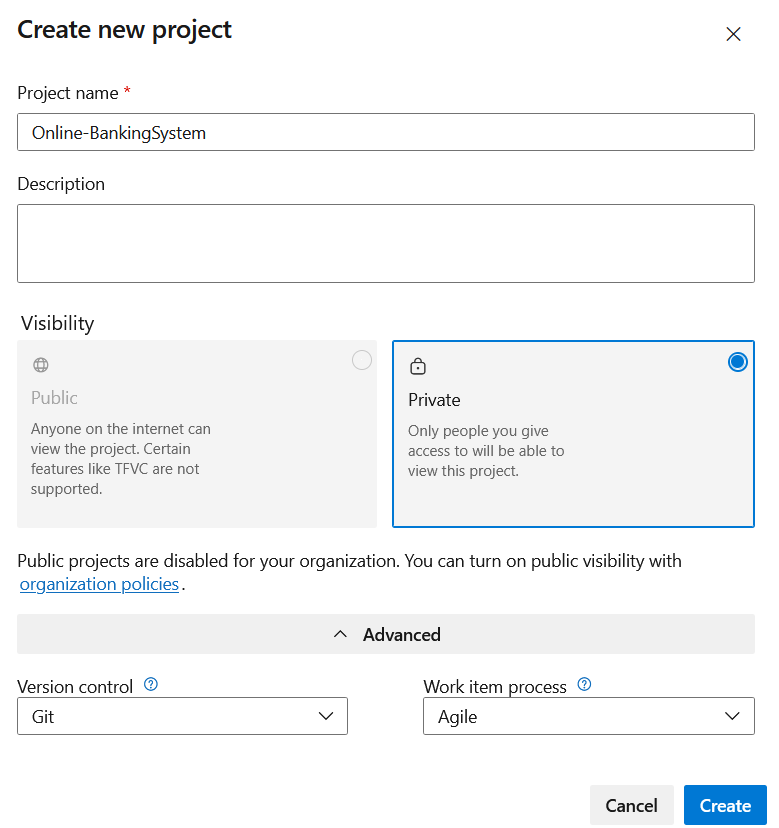 Create new project
Project name *
Online-BankingSystem
Description
Visibility
Public
Anyone on the internet can
view the project. Certain
features like TFVC are not
supported.
Private
Only people you give
access to will be able to
view this project.
Public projects are disabled for your organization. You can turn on public visibility with
organization policies.
Advanced
Version control
Git
Work item process
Agile
Cancel
Create